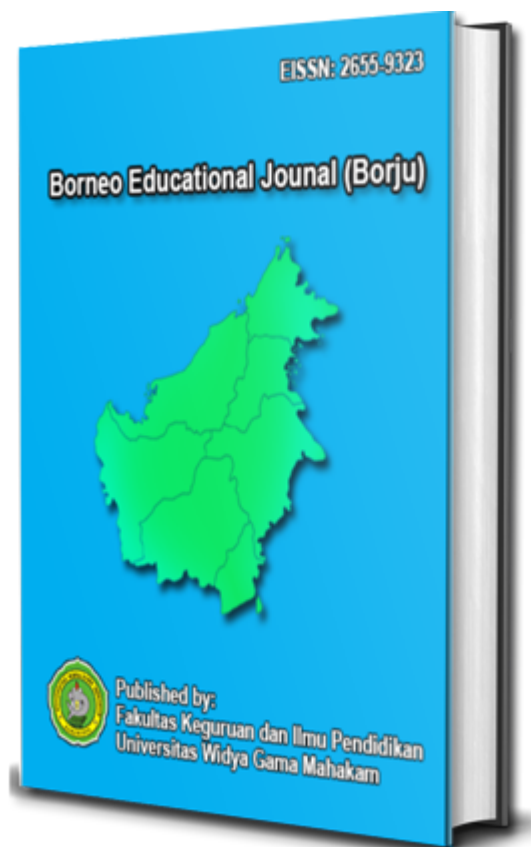 EISSN: 2655-9323
Borneo Educational Jounal (Borju)
Published by:
Fakultas Keguruan dan Ilmu Pendidikan
Universitas Widya Gama Mahakam